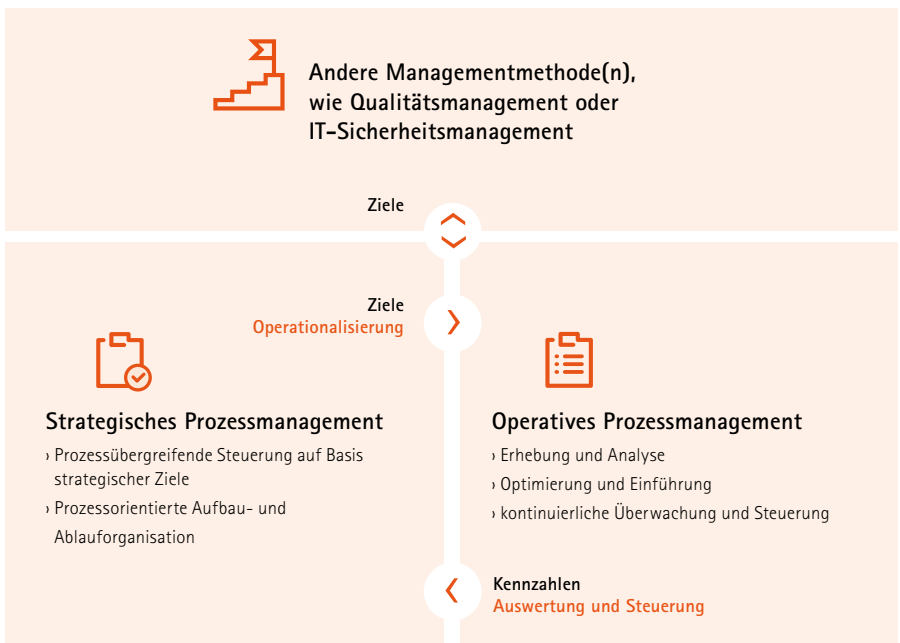 Andere Managementmethode(n),
wie Qualitätsmanagement oder
IT-Sicherheitsmanagement
Ziele
Ziele
Operationalisierung
Strategisches Prozessmanagement
› Prozessübergreifende Steuerung auf Basis
strategischer Ziele
› Prozessorientierte Aufbau- und
Ablauforganisation
Operatives Prozessmanagement
› Erhebung und Analyse
› Optimierung und Einführung
› kontinuierliche Überwachung und Steuerung
Kennzahlen
Auswertung und Steuerung